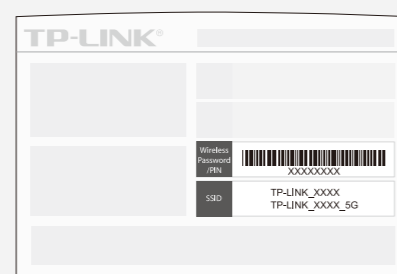 TP-LINK®
Wireless
Password
/PIN
XXXXXXXX
SSID
TP-LINK_XXXX
TP-LINK_XXXX_5G